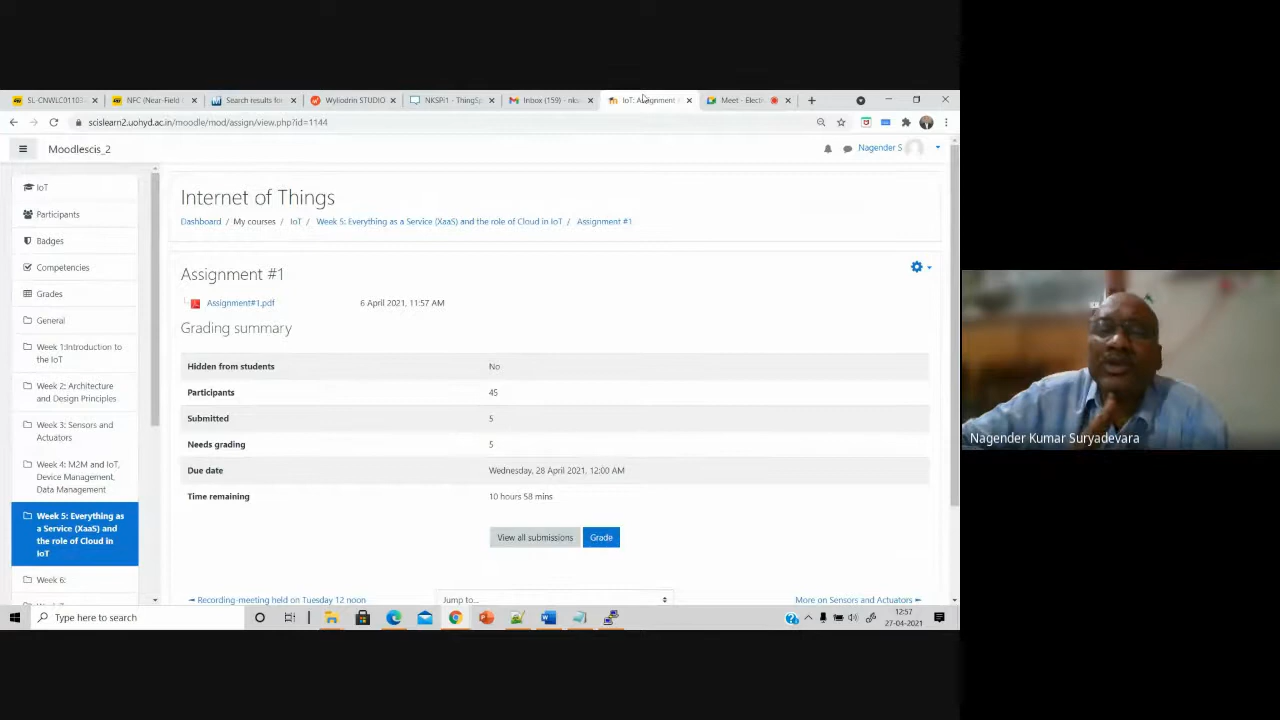 SL-CNWLC01103
NFC (Near-Field
Search results for
Wyliodrin STUDIO
NKSPi1 - ThingSp
Inbox (159) - nks
IoT: Assignment
Meet - Electi
scislearn2.uohyd.ac.in/moodle/mod/assign/view.php?id=1144
Moodlescis_2
Nagender S
IoT
Participants
Badges
Competencies
Grades
General
Week 1:Introduction to
the IoT
Week 2: Architecture
and Design Principles
Week 3: Sensors and
Actuators
Week 4: M2M and IoT,
Device Management,
Data Management
Week 5: Everything as
a Service (XaaS) and
the role of Cloud in
IoT
Week 6:
Internet of Things
Dashboard / My courses / IoT / Week 5: Everything as a Service (XaaS) and the role of Cloud in IoT / Assignment #1
Assignment #1
Assignment#1.pdf 6 April 2021, 11:57 AM
Grading summary
Hidden from students No
Participants 45
Submitted 5
Needs grading 5
Due date Wednesday, 28 April 2021, 12:00 AM
Time remaining 10 hours 58 mins
View all submissions Grade
◄ Recording-meeting held on Tuesday 12 noon
Jump to...
More on Sensors and Actuators ►
Nagender Kumar Suryadevara
Type here to search
12:57
27-04-2021